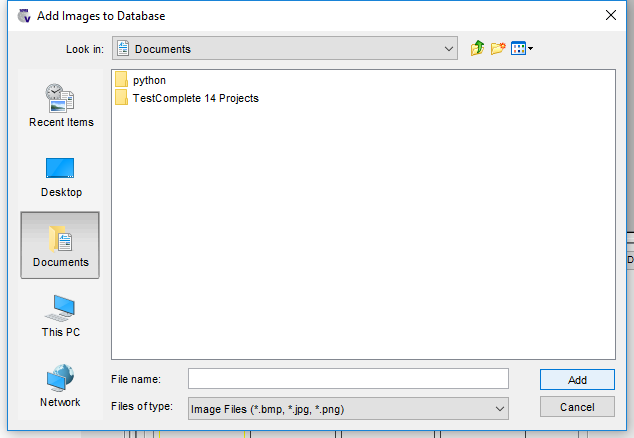 Add Images to Database
Look in: Documents
python
TestComplete 14 Projects
Recent Items
Desktop
Documents
This PC
Network
File name:
Add
Files of type: Image Files (*.bmp, *.jpg, *.png)
Cancel